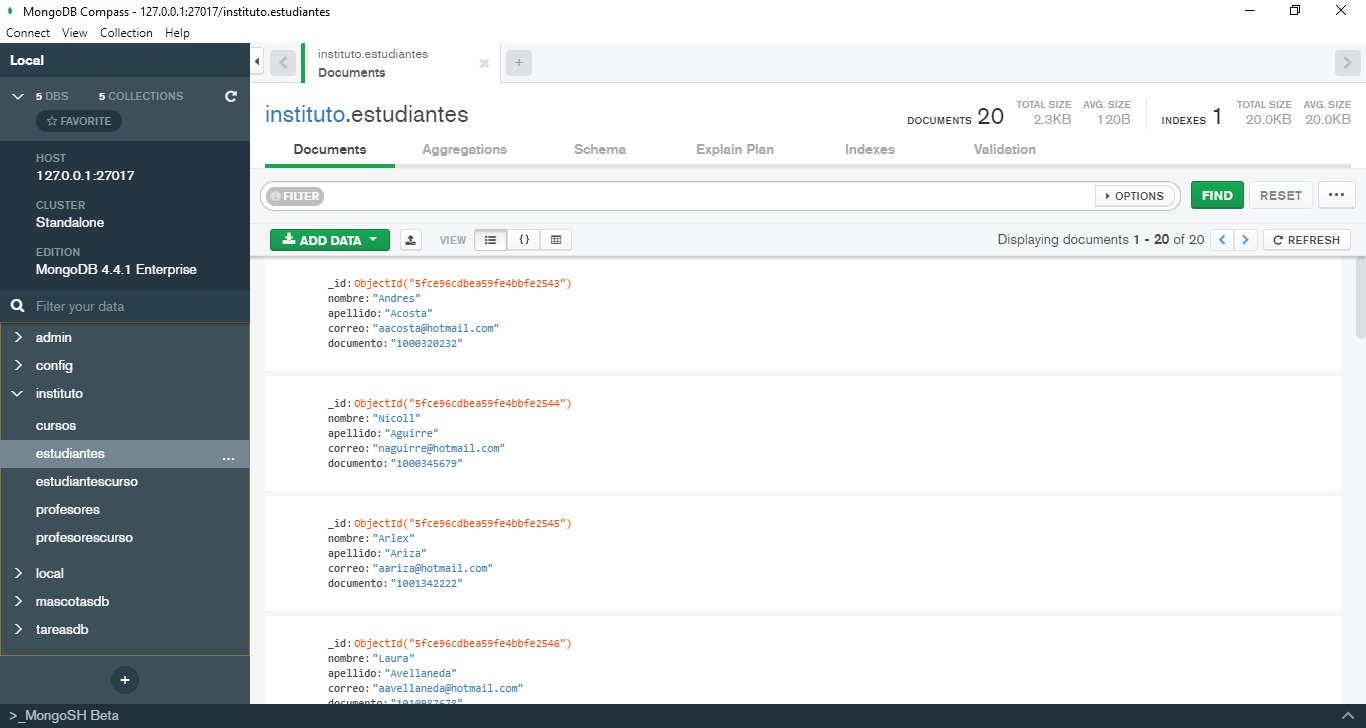 MongoDB Compass - 127.0.0.1:27017/instituto.estudiantes
Connect View Collection Help
Local
5 DBS 5 COLLECTIONS
FAVORITE
HOST
127.0.0.1:27017
CLUSTER
Standalone
EDITION
MongoDB 4.4.1 Enterprise
Filter your data
admin
config
instituto
cursos
estudiantes ...
estudiantescurso
profesores
profesorescurso
local
mascotasdb
tareasdb
+
instituto.estudiantes
Documents
+
instituto.estudiantes
DOCUMENTS 20
TOTAL SIZE AVG. SIZE
2.3KB 120B
INDEXES 1
TOTAL SIZE AVG. SIZE
20.0KB 20.0KB
Documents Aggregations Schema Explain Plan Indexes Validation
FILTER OPTIONS FIND RESET ...
ADD DATA VIEW {} Displaying documents 1 - 20 of 20 < > REFRESH
_id: ObjectId("5fce96cdbea59fe4bbfe2543")
nombre: "Andres"
apellido: "Acosta"
correo: "aacosta@hotmail.com"
documento: "1000320232"
_id: ObjectId("5fce96cdbea59fe4bbfe2544")
nombre: "Nicoll"
apellido: "Aguirre"
correo: "naguirre@hotmail.com"
documento: "1000345679"
_id: ObjectId("5fce96cdbea59fe4bbfe2545")
nombre: "Arlex"
apellido: "Ariza"
correo: "aariza@hotmail.com"
documento: "1001342222"
_id: ObjectId("5fce96cdbea59fe4bbfe2546")
nombre: "Laura"
apellido: "Avellaneda"
correo: "aavellaneda@hotmail.com"
documento: "1010987678"
>_MongoSH Beta